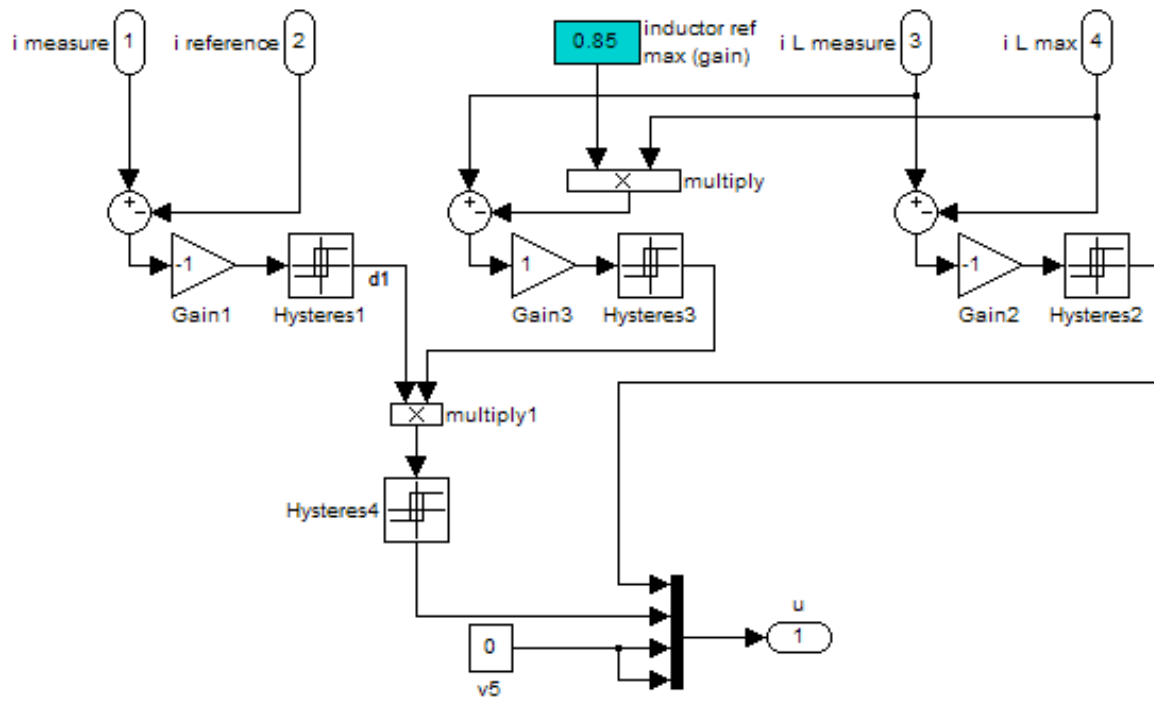 i measure 1
i reference 2
0.85
inductor ref
max (gain)
i L measure 3
i L max 4
+
-
×
multiply
+
-
+
-
-1
Gain1
Hysteres1
d1
1
Gain3
Hysteres3
-1
Gain2
Hysteres2
×
multiply1
Hysteres4
0
v5
u
1